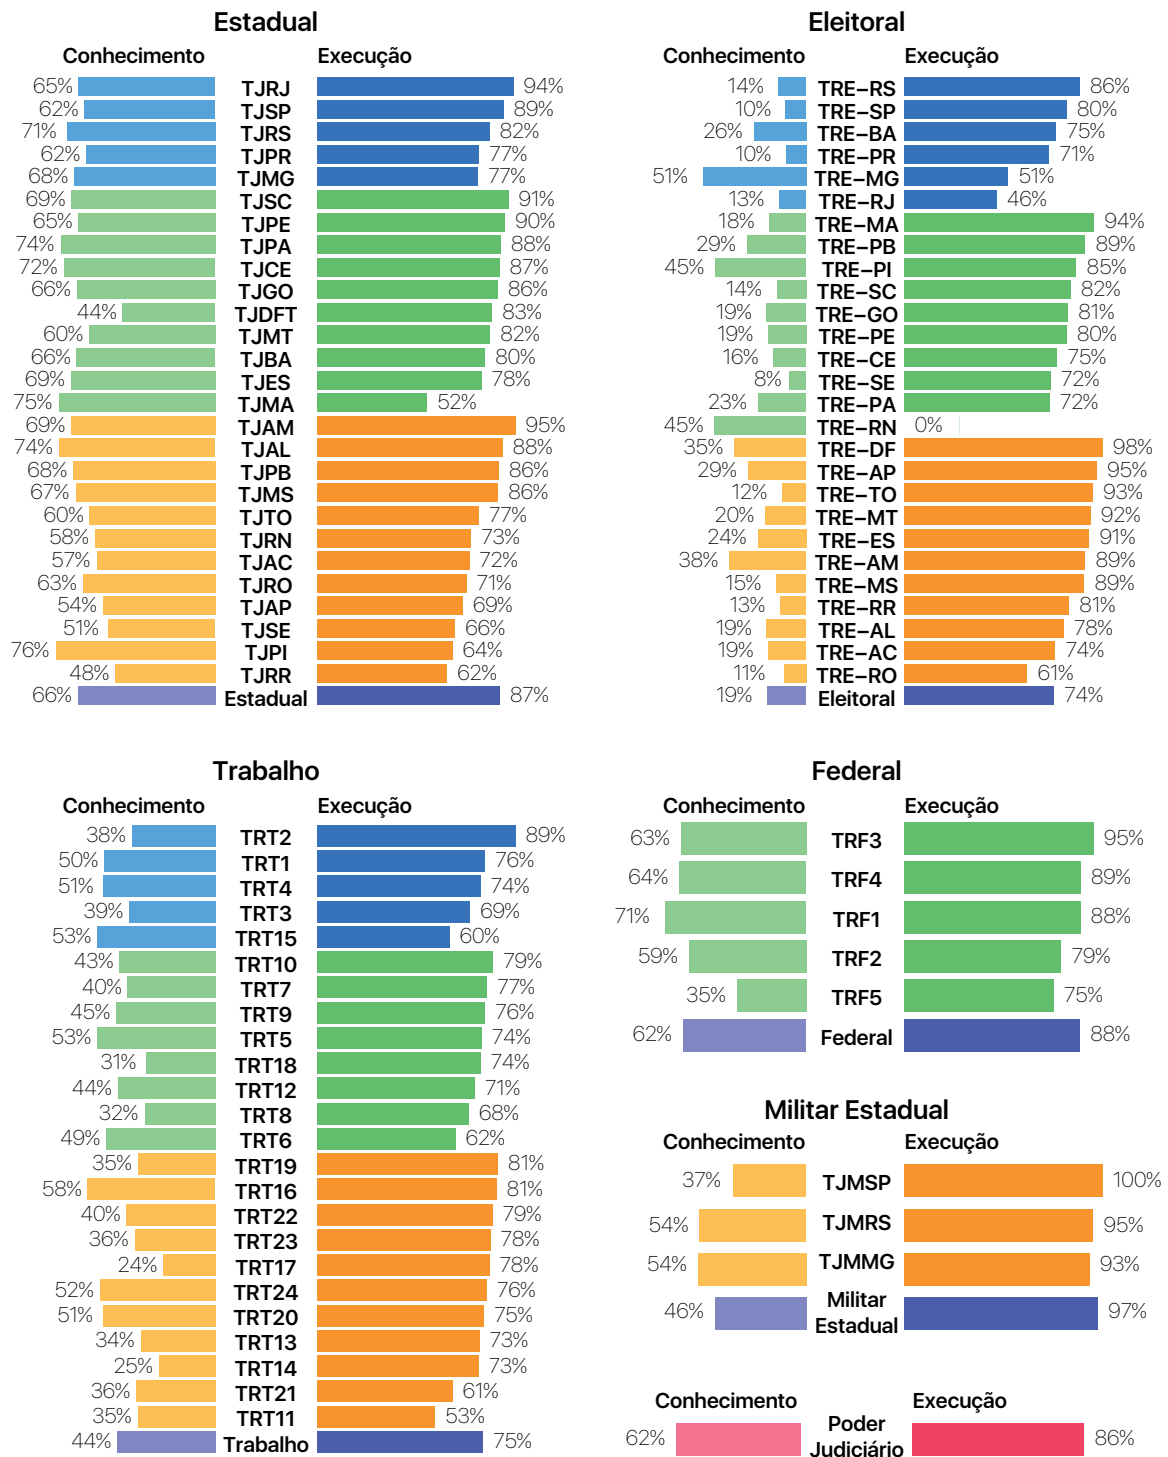 Estadual
Conhecimento Execução
65% TJRJ 94%
62% TJSP 89%
71% TJRS 82%
62% TJPR 77%
68% TJMG 77%
69% TJSC 91%
65% TJPE 90%
74% TJPA 88%
72% TJCE 87%
66% TJGO 86%
44% TJDFT 83%
60% TJMT 82%
66% TJBA 80%
69% TJES 78%
75% TJMA 52%
69% TJAM 95%
74% TJAL 88%
68% TJPB 86%
67% TJMS 86%
60% TJTO 77%
58% TJRN 73%
57% TJAC 72%
63% TJRO 71%
54% TJAP 69%
51% TJSE 66%
76% TJPI 64%
48% TJRR 62%
66% Estadual 87%
Eleitoral
Conhecimento Execução
14% TRE–RS 86%
10% TRE–SP 80%
26% TRE–BA 75%
10% TRE–PR 71%
51% TRE–MG 51%
13% TRE–RJ 46%
18% TRE–MA 94%
29% TRE–PB 89%
45% TRE–PI 85%
14% TRE–SC 82%
19% TRE–GO 81%
19% TRE–PE 80%
16% TRE–CE 75%
8% TRE–SE 72%
23% TRE–PA 72%
45% TRE–RN 0%
35% TRE–DF 98%
29% TRE–AP 95%
12% TRE–TO 93%
20% TRE–MT 92%
24% TRE–ES 91%
38% TRE–AM 89%
15% TRE–MS 89%
13% TRE–RR 81%
19% TRE–AL 78%
19% TRE–AC 74%
11% TRE–RO 61%
19% Eleitoral 74%
Trabalho
Conhecimento Execução
38% TRT2 89%
50% TRT1 76%
51% TRT4 74%
39% TRT3 69%
53% TRT15 60%
43% TRT10 79%
40% TRT7 77%
45% TRT9 76%
53% TRT5 74%
31% TRT18 74%
44% TRT12 71%
32% TRT8 68%
49% TRT6 62%
35% TRT19 81%
58% TRT16 81%
40% TRT22 79%
36% TRT23 78%
24% TRT17 78%
52% TRT24 76%
51% TRT20 75%
34% TRT13 73%
25% TRT14 73%
36% TRT21 61%
35% TRT11 53%
44% Trabalho 75%
Federal
Conhecimento Execução
63% TRF3 95%
64% TRF4 89%
71% TRF1 88%
59% TRF2 79%
35% TRF5 75%
62% Federal 88%
Militar Estadual
Conhecimento Execução
37% TJMSP 100%
54% TJMRS 95%
54% TJMMG 93%
46% Militar 97%
Estadual
Conhecimento Execução
62% Poder 86%
Judiciário